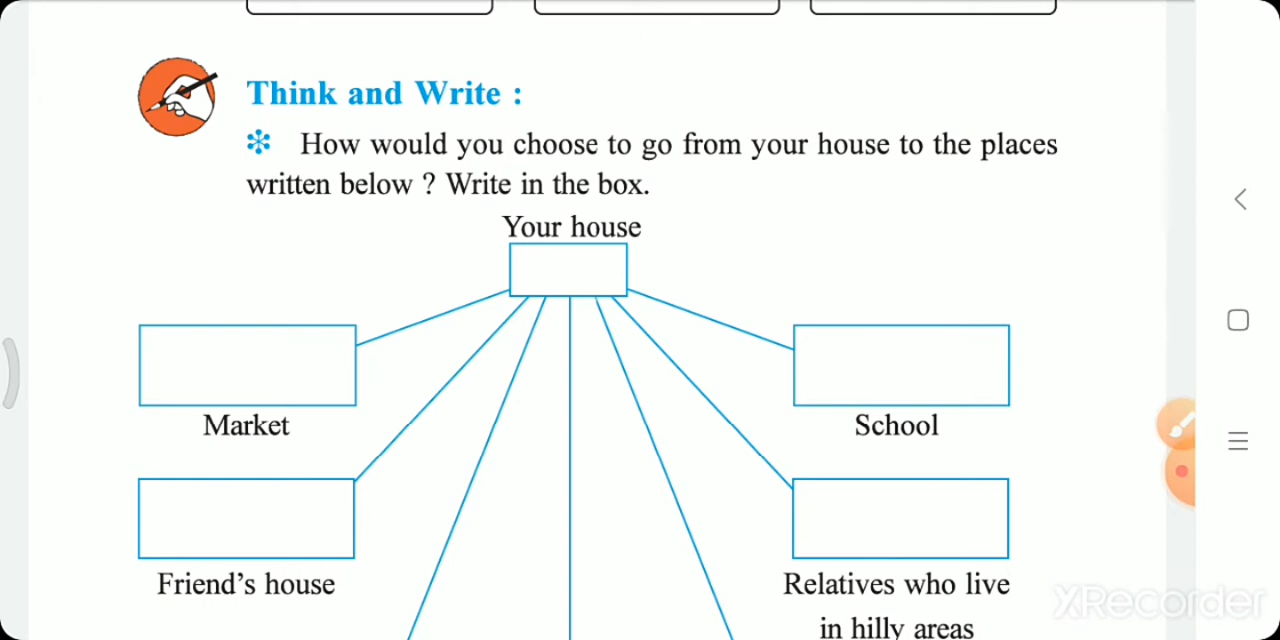 Think and Write :
How would you choose to go from your house to the places
written below ? Write in the box.
Your house
Market
School
Friend's house
Relatives who live
in hilly areas
XRecorder